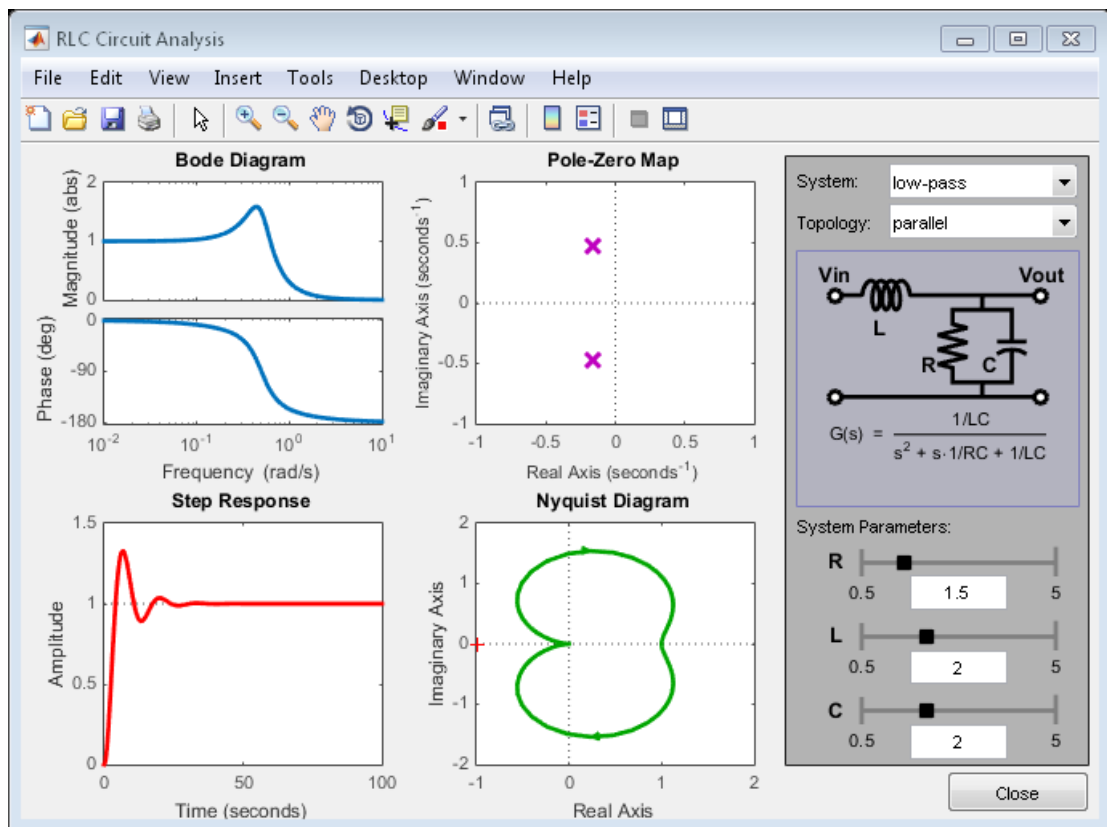 RLC Circuit Analysis
File Edit View Insert Tools Desktop Window Help
Bode Diagram
Magnitude (abs)
2
1
0
Phase (deg)
0
-90
-180
10^-2 10^-1 10^0 10^1
Frequency (rad/s)
Pole-Zero Map
Imaginary Axis (seconds^-1)
1
0.5
0
-0.5
-1
-1 -0.5 0 0.5 1
Real Axis (seconds^-1)
Step Response
Amplitude
1.5
1
0.5
0
0 50 100
Time (seconds)
Nyquist Diagram
Imaginary Axis
2
1
0
-1
-2
-1 0 1 2
Real Axis
System: low-pass
Topology: parallel
Vin Vout
L
R C
1/LC
G(s) =
s^2 + s·1/RC + 1/LC
System Parameters:
R
0.5 1.5 5
L
0.5 2 5
C
0.5 2 5
Close